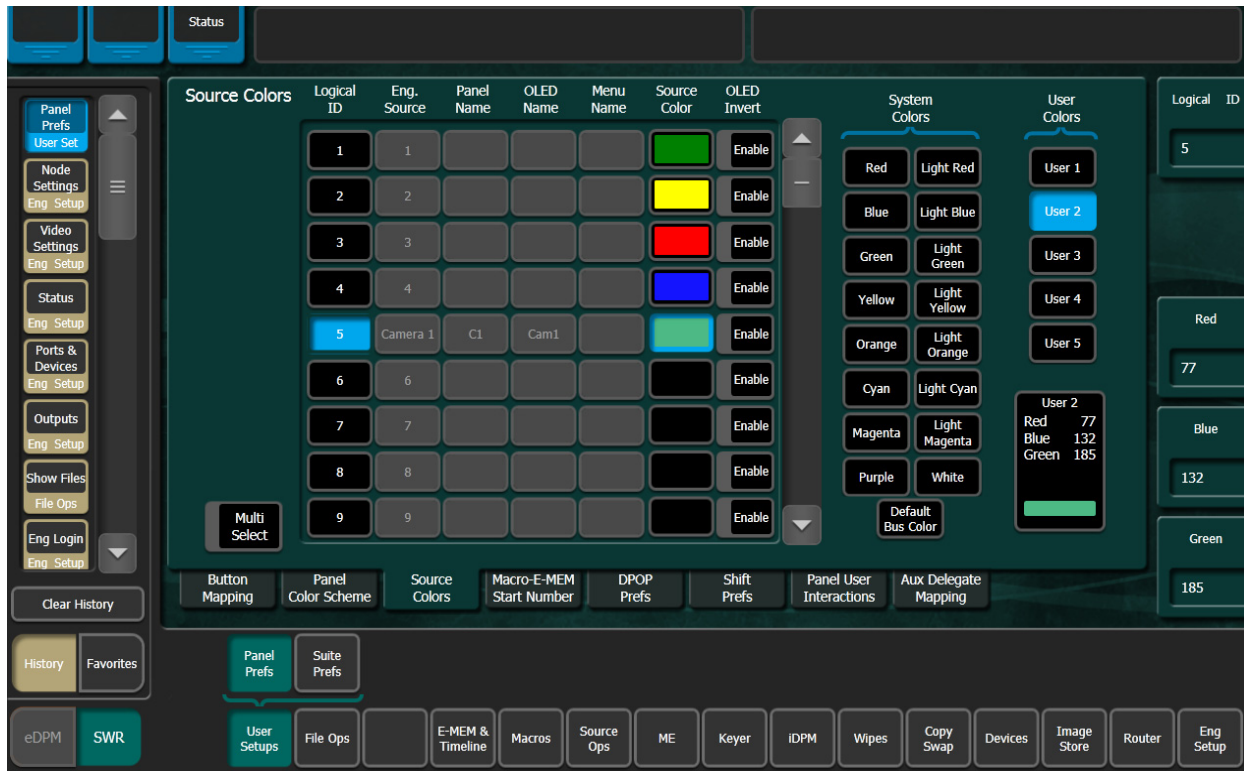 Status
Panel
Prefs
User Set
Node
Settings
Eng Setup
Video
Settings
Eng Setup
Status
Eng Setup
Ports &
Devices
Eng Setup
Outputs
Eng Setup
Show Files
File Ops
Eng Login
Eng Setup
Clear History
History
Favorites
eDPM
SWR
Source Colors
Logical
ID
Eng.
Source
Panel
Name
OLED
Name
Menu
Name
Source
Color
OLED
Invert
1 1 Enable
2 2 Enable
3 3 Enable
4 4 Enable
5 Camera 1 C1 Cam1 Enable
6 6 Enable
7 7 Enable
8 8 Enable
9 9 Enable
Multi
Select
System
Colors
Red
Light Red
Blue
Light Blue
Green
Light
Green
Yellow
Light
Yellow
Orange
Light
Orange
Cyan
Light Cyan
Magenta
Light
Magenta
Purple
White
Default
Bus Color
User
Colors
User 1
User 2
User 3
User 4
User 5
User 2
Red 77
Blue 132
Green 185
Logical ID
5
Red
77
Blue
132
Green
185
Button
Mapping
Panel
Color Scheme
Source
Colors
Macro-E-MEM
Start Number
DPOP
Prefs
Shift
Prefs
Panel User
Interactions
Aux Delegate
Mapping
Panel
Prefs
Suite
Prefs
User
Setups
File Ops
E-MEM &
Timeline
Macros
Source
Ops
ME
Keyer
iDPM
Wipes
Copy
Swap
Devices
Image
Store
Router
Eng
Setup